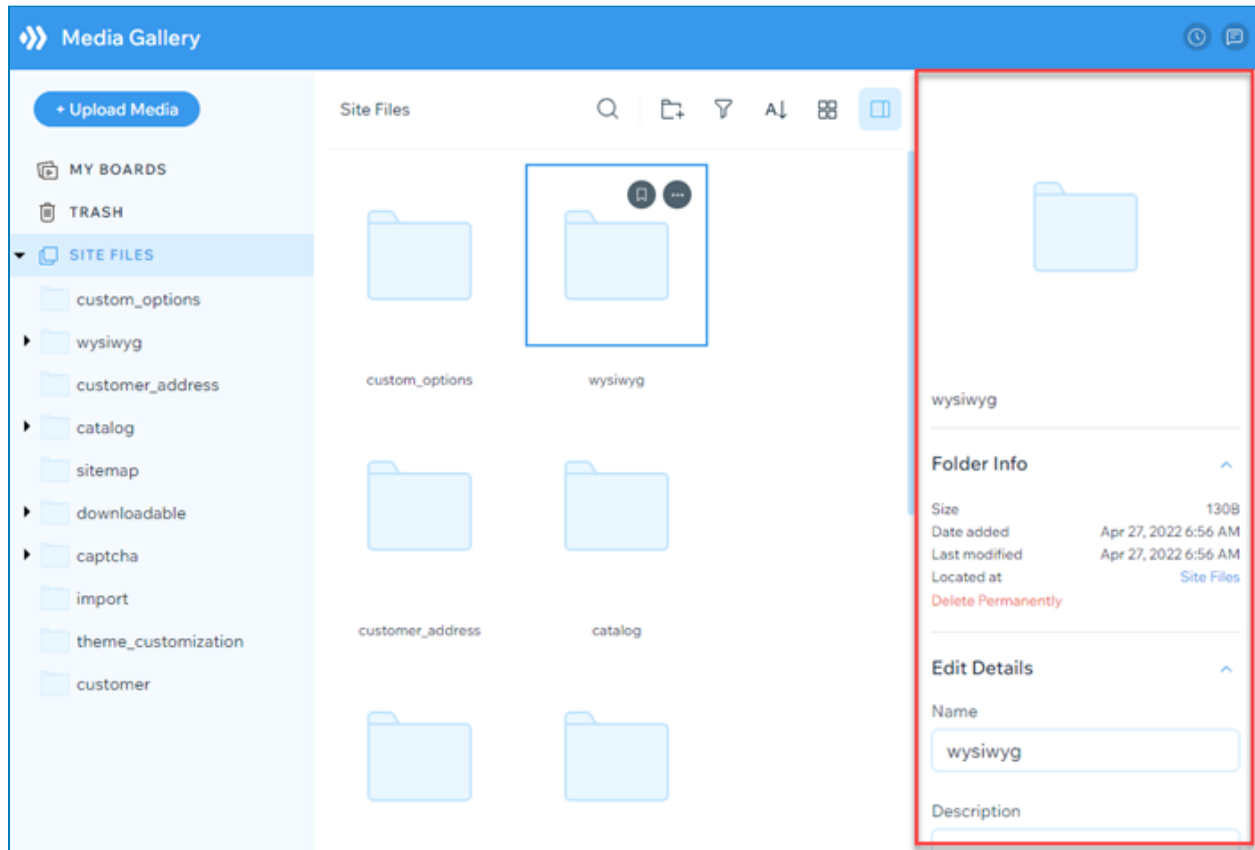 Media Gallery
+ Upload Media
MY BOARDS
TRASH
SITE FILES
custom_options
wysiwyg
customer_address
catalog
sitemap
downloadable
captcha
import
theme_customization
customer
Site Files
A
custom_options wysiwyg
customer_address catalog
wysiwyg
Folder Info
Size 130B
Date added Apr 27, 2022 6:56 AM
Last modified Apr 27, 2022 6:56 AM
Located at Site Files
Delete Permanently
Edit Details
Name
wysiwyg
Description